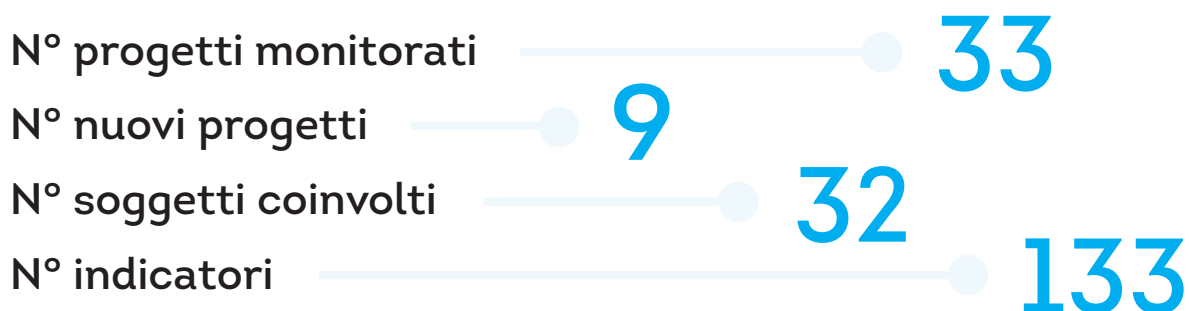 N° progetti monitorati 33
N° nuovi progetti 9
N° soggetti coinvolti 32
N° indicatori 133